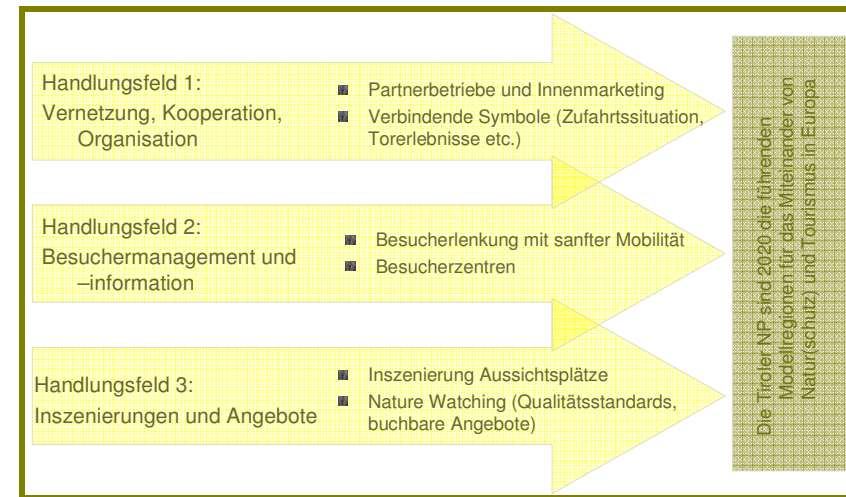 Handlungsfeld 1:
Vernetzung, Kooperation,
Organisation
Partnerbetriebe und Innenmarketing
Verbindende Symbole (Zufahrtssituation,
Torerlebnisse etc.)
Handlungsfeld 2:
Besuchermanagement und
–information
Besucherlenkung mit sanfter Mobilität
Besucherzentren
Handlungsfeld 3:
Inszenierungen und Angebote
Inszenierung Aussichtsplätze
Nature Watching (Qualitätsstandards,
buchbare Angebote)
Die Tiroler NP sind 2020 die führenden
Modellregionen für das Miteinander von
Natur(schutz) und Tourismus in Europa